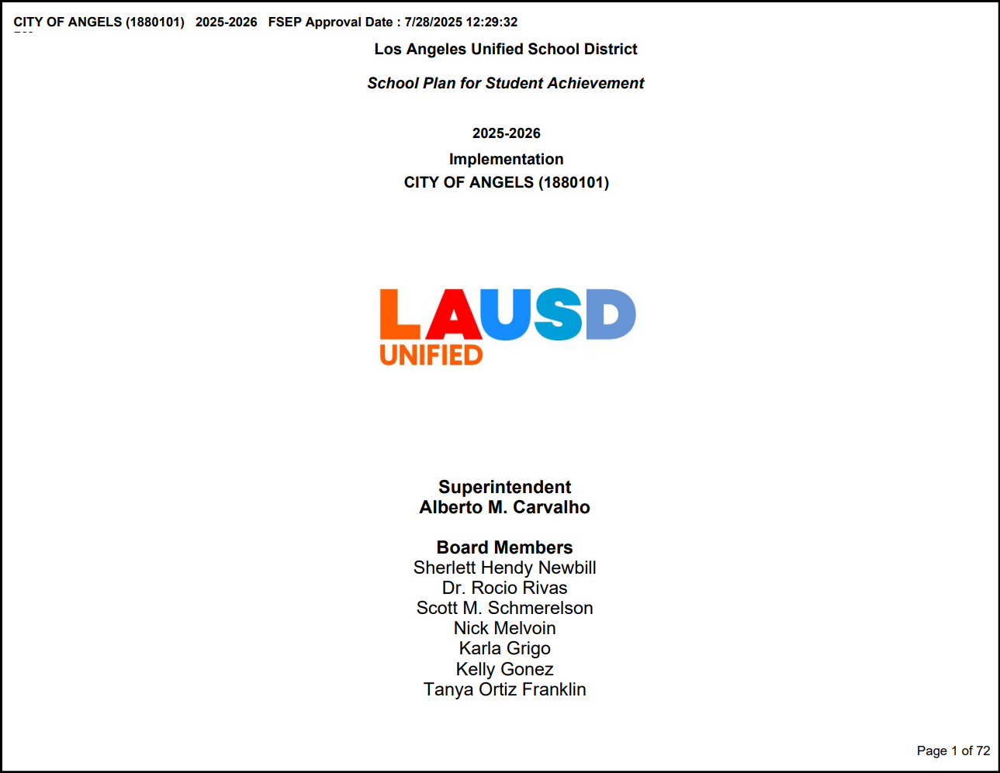 CITY OF ANGELS (1880101) 2025-2026 FSEP Approval Date : 7/28/2025 12:29:32
Los Angeles Unified School District
School Plan for Student Achievement
2025-2026
Implementation
CITY OF ANGELS (1880101)
LAUSD
UNIFIED
Superintendent
Alberto M. Carvalho
Board Members
Sherlett Hendy Newbill
Dr. Rocio Rivas
Scott M. Schmerelson
Nick Melvoin
Karla Grigo
Kelly Gonez
Tanya Ortiz Franklin
Page 1 of 72